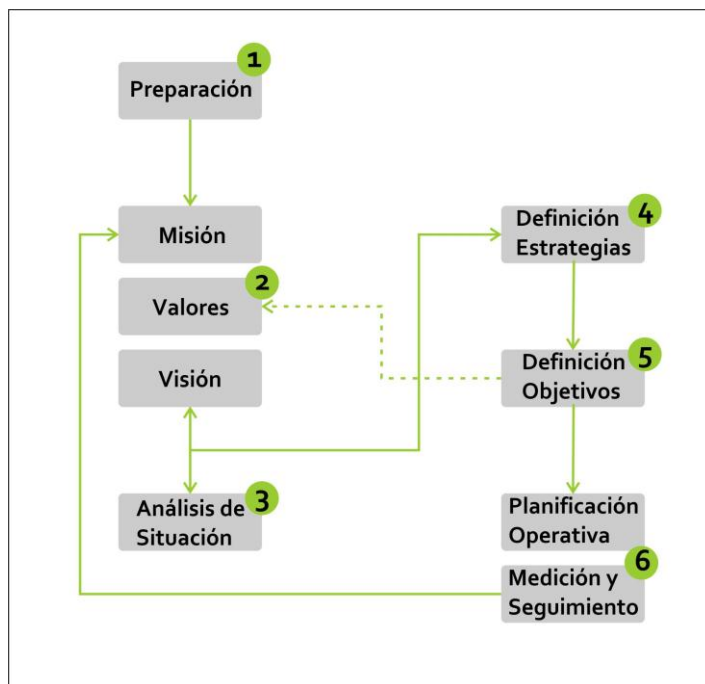 1
Preparación
Misión
2
Valores
Visión
3
Análisis de
Situación
4
Definición
Estrategias
5
Definición
Objetivos
Planificación
Operativa
6
Medición y
Seguimiento